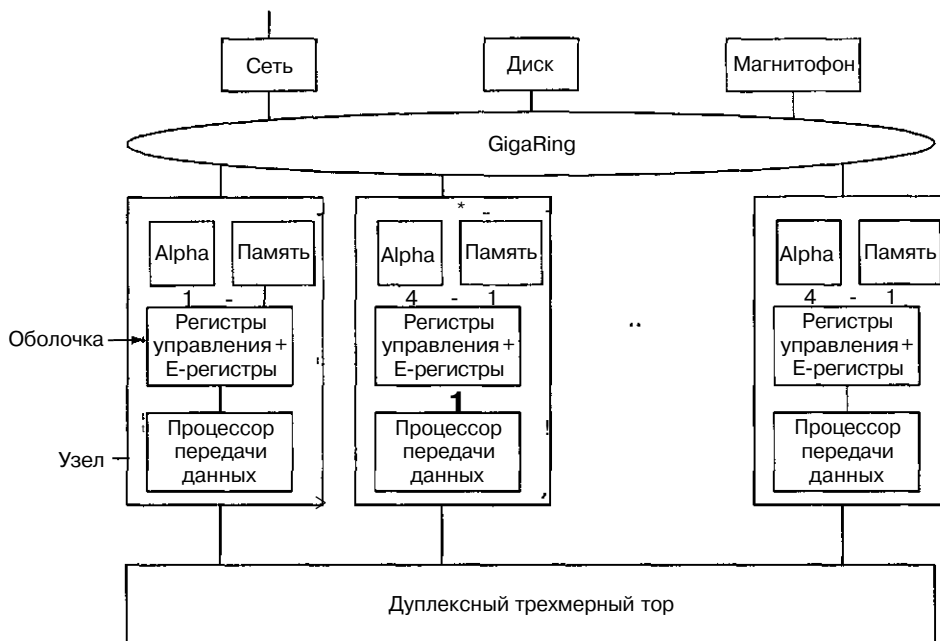 Сеть
Диск
Магнитофон
GigaRing
Alpha
Память
Alpha
Память
Alpha
Память
1 -
4 - 1
4 - 1
Оболочка
Регистры
управления +
Е-регистры
Регистры
управления +
Е-регистры
Регистры
управления +
Е-регистры
1
Узел
Процессор
передачи
данных
Процессор
передачи
данных
Процессор
передачи
данных
Дуплексный трехмерный тор